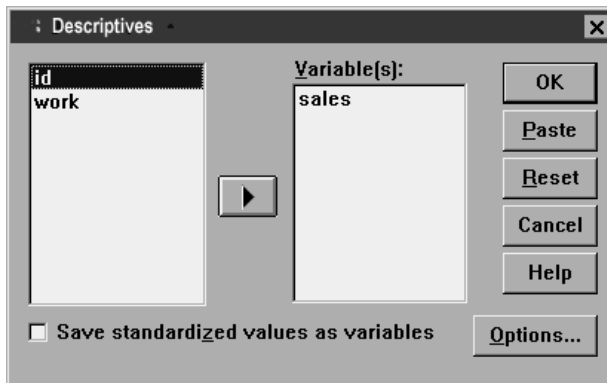 Descriptives
id
work
Variable(s):
sales
OK
Paste
Reset
Cancel
Help
Save standardized values as variables
Options...